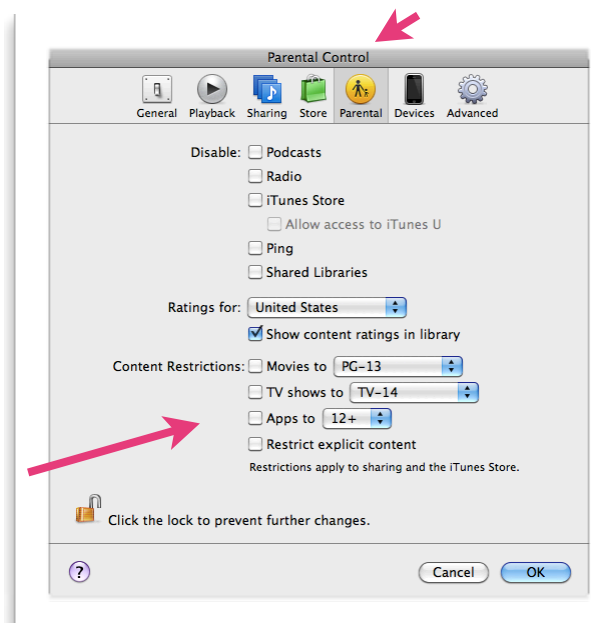 Parental Control
General Playback Sharing Store Parental Devices Advanced
Disable: Podcasts
Radio
iTunes Store
Allow access to iTunes U
Ping
Shared Libraries
Ratings for: United States
Show content ratings in library
Content Restrictions: Movies to PG-13
TV shows to TV-14
Apps to 12+
Restrict explicit content
Restrictions apply to sharing and the iTunes Store.
Click the lock to prevent further changes.
? Cancel OK